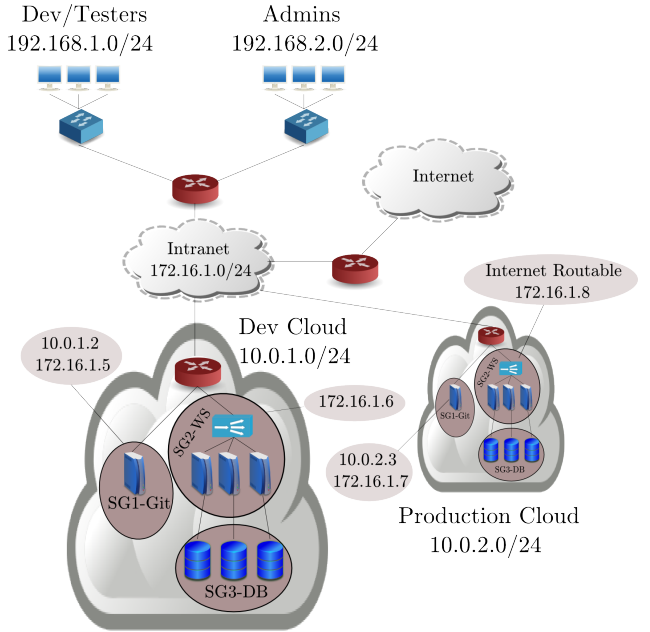 Dev/Testers
192.168.1.0/24
Admins
192.168.2.0/24
Internet
Intranet
172.16.1.0/24
Internet Routable
172.16.1.8
Dev Cloud
10.0.1.0/24
10.0.1.2
172.16.1.5
SG2-WS
172.16.1.6
SG1-Git
SG3-DB
SG2-WS
SG1-Git
SG3-DB
10.0.2.3
172.16.1.7
Production Cloud
10.0.2.0/24